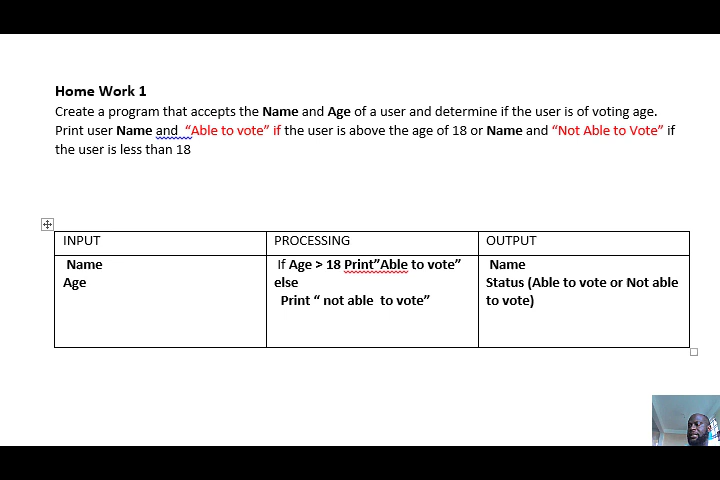 Home Work 1
Create a program that accepts the Name and Age of a user and determine if the user is of voting age.
Print user Name and  “Able to vote” if the user is above the age of 18 or Name and “Not Able to Vote” if
the user is less than 18
INPUT PROCESSING OUTPUT
Name If Age > 18 Print”Able to vote” Name
Age else Status (Able to vote or Not able
Print “ not able  to vote” to vote)